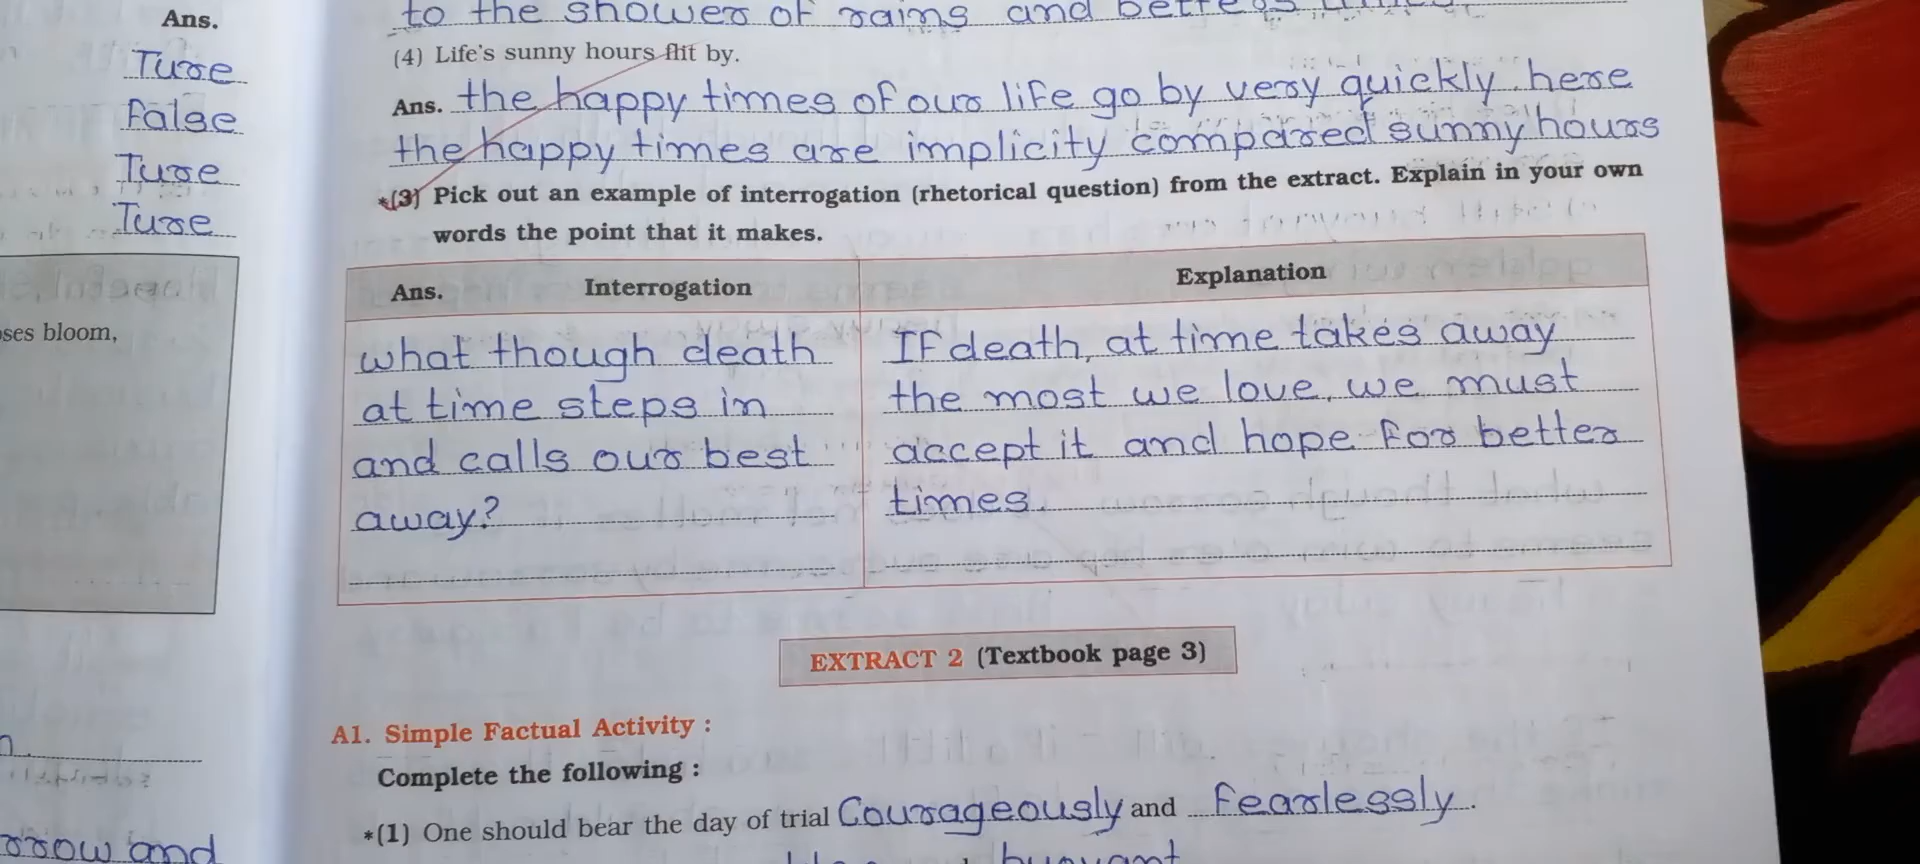 Ans.
Ture
False
Ture
Ture
ses bloom,
to the shower of rains and
(4) Life's sunny hours flit by.
Ans. the happy times of our life go by very quickly. here
the happy times are implicity compared sunny hours
*(3) Pick out an example of interrogation (rhetorical question) from the extract. Explain in your own
words the point that it makes.
Ans. Interrogation Explanation
what though death
at time steps in
and calls our best
away?
If death, at time takes away
the most we love, we must
accept it and hope for better
times.
EXTRACT 2 (Textbook page 3)
A1. Simple Factual Activity :
Complete the following :
*(1) One should bear the day of trial Courageously and fearlessly.
rrow and
buoyant